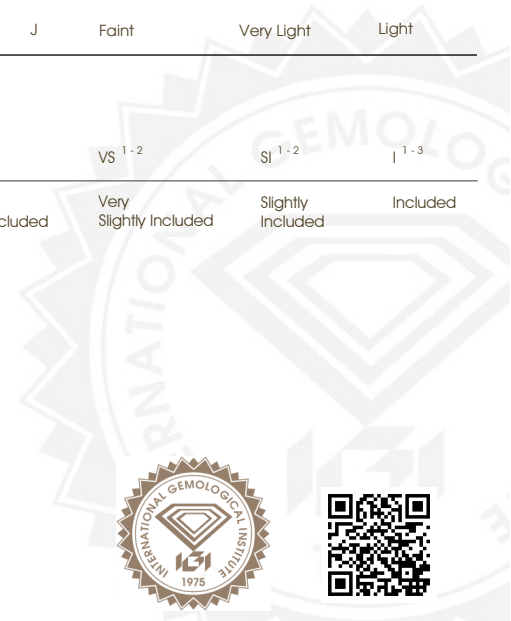 J Faint Very Light Light
VS 1 - 2 SI 1 - 2 I 1 - 3
Very Slightly Included
cluded Slightly Included Included
INTERNATIONAL GEMOLOGICAL INSTITUTE
IGI
1975